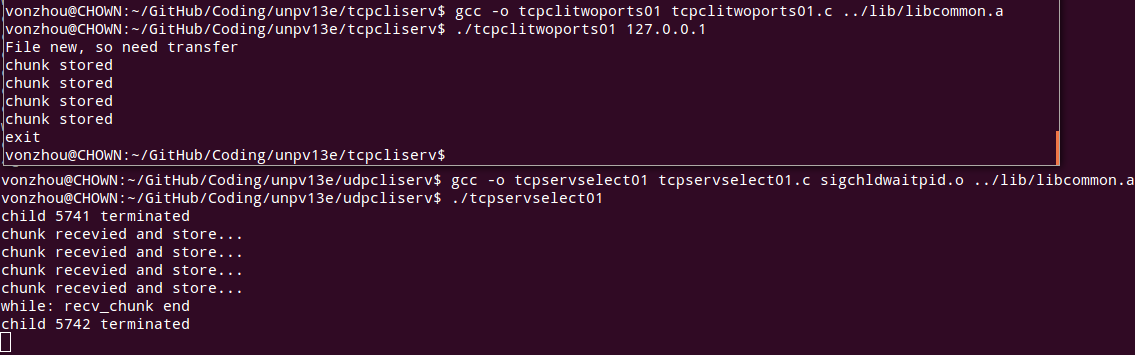 vonzhou@CHOWN:~/GitHub/Coding/unpv13e/tcpcliserv$ gcc -o tcpclitwoports01 tcpclitwoports01.c ../lib/libcommon.a
vonzhou@CHOWN:~/GitHub/Coding/unpv13e/tcpcliserv$ ./tcpclitwoports01 127.0.0.1
File new, so need transfer
chunk stored
chunk stored
chunk stored
chunk stored
exit
vonzhou@CHOWN:~/GitHub/Coding/unpv13e/tcpcliserv$
vonzhou@CHOWN:~/GitHub/Coding/unpv13e/udpcliserv$ gcc -o tcpservselect01 tcpservselect01.c sigchldwaitpid.o ../lib/libcommon.a
vonzhou@CHOWN:~/GitHub/Coding/unpv13e/udpcliserv$ ./tcpservselect01
child 5741 terminated
chunk recevied and store...
chunk recevied and store...
chunk recevied and store...
chunk recevied and store...
while: recv_chunk end
child 5742 terminated